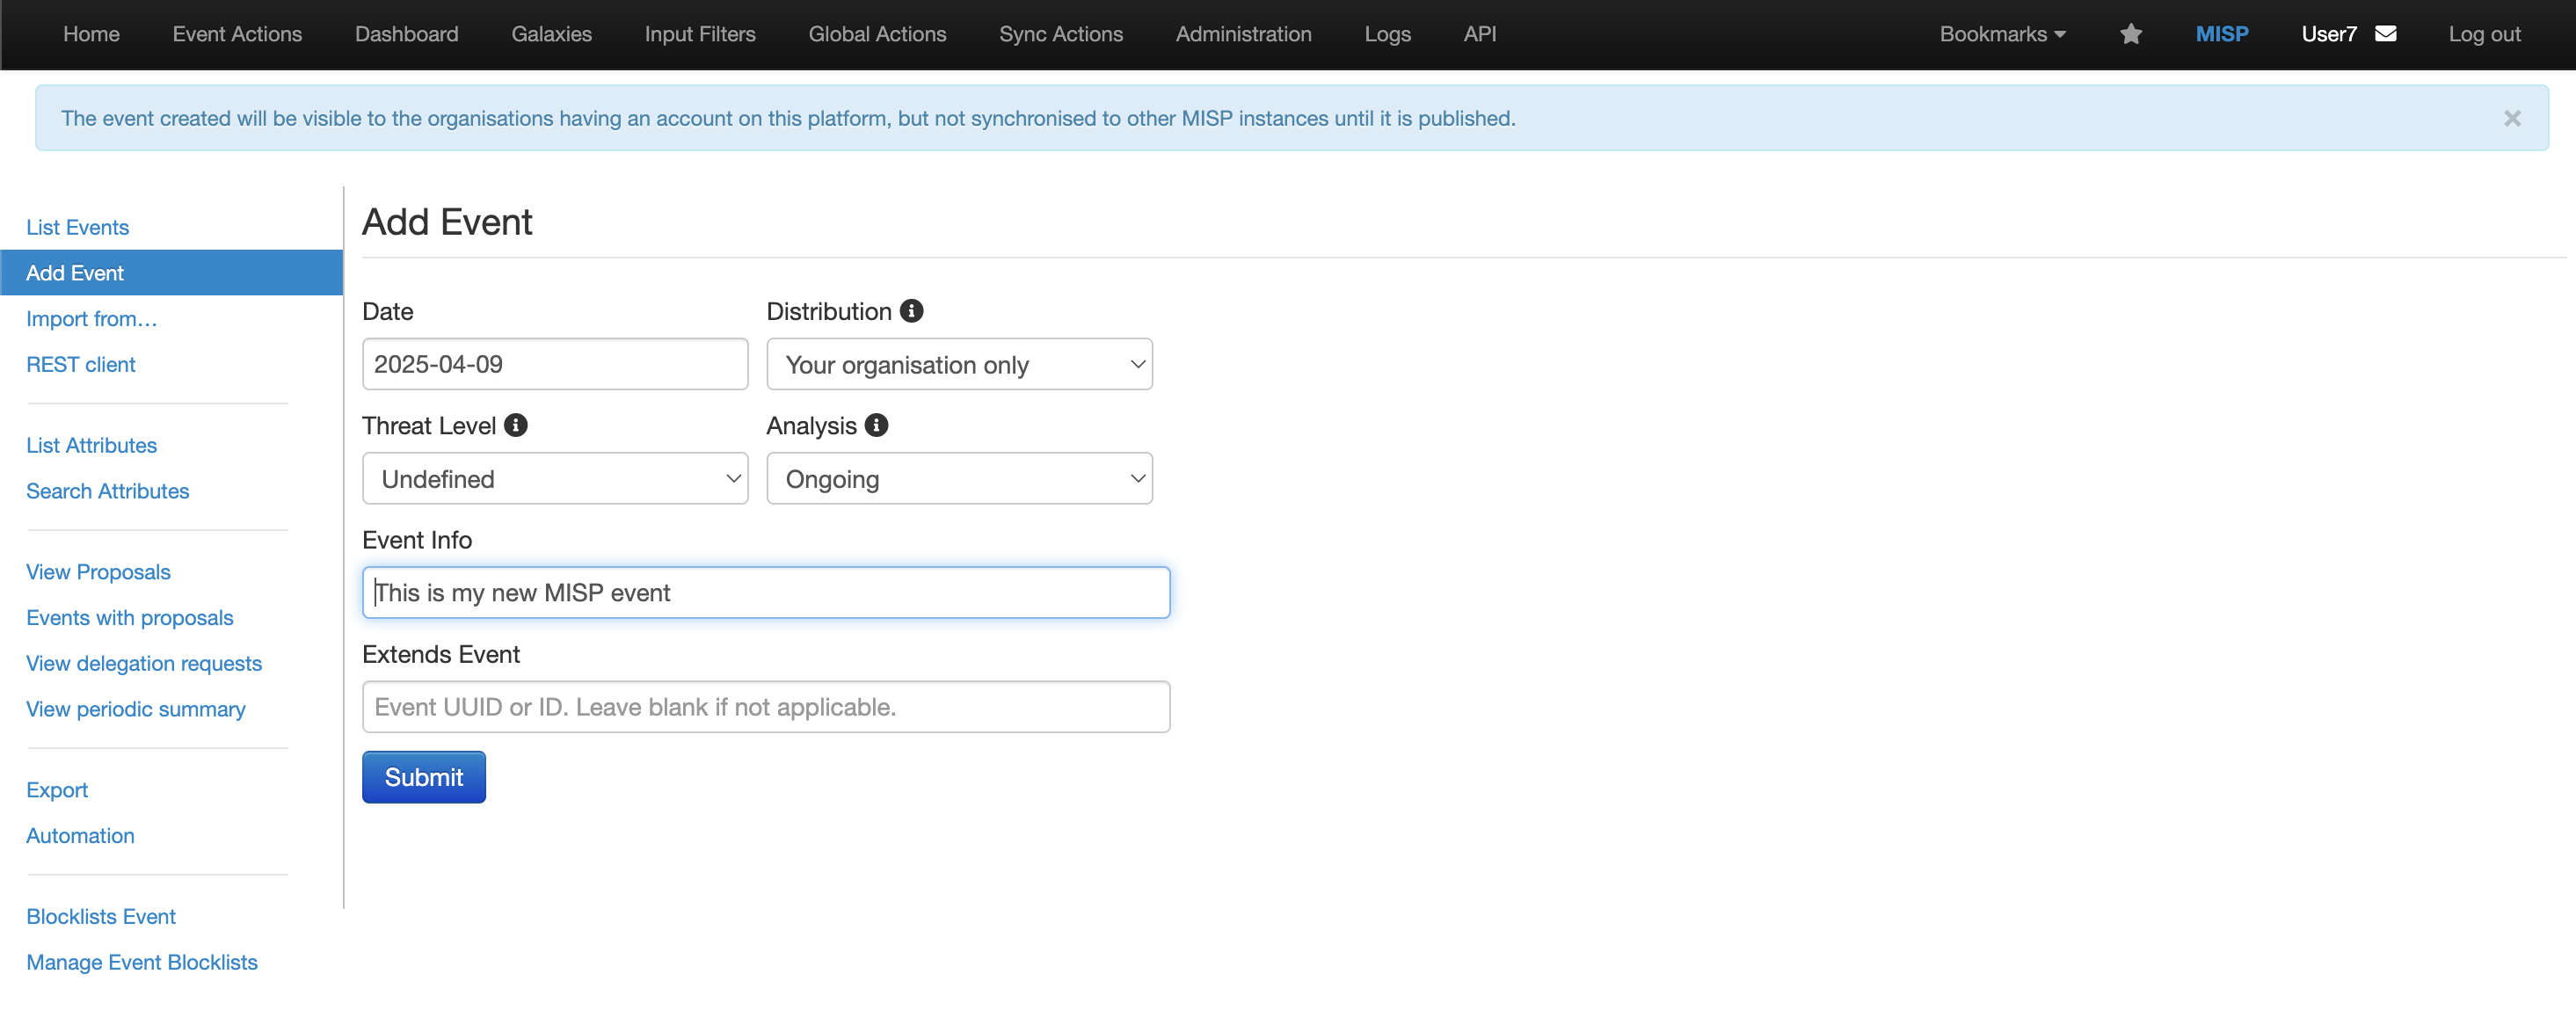 Home Event Actions Dashboard Galaxies Input Filters Global Actions Sync Actions Administration Logs API Bookmarks MISP User7 Log out
The event created will be visible to the organisations having an account on this platform, but not synchronised to other MISP instances until it is published. ×
List Events
Add Event
Import from…
REST client
List Attributes
Search Attributes
View Proposals
Events with proposals
View delegation requests
View periodic summary
Export
Automation
Blocklists Event
Manage Event Blocklists
Add Event
Date Distribution
2025-04-09 Your organisation only
Threat Level Analysis
Undefined Ongoing
Event Info
This is my new MISP event
Extends Event
Event UUID or ID. Leave blank if not applicable.
Submit